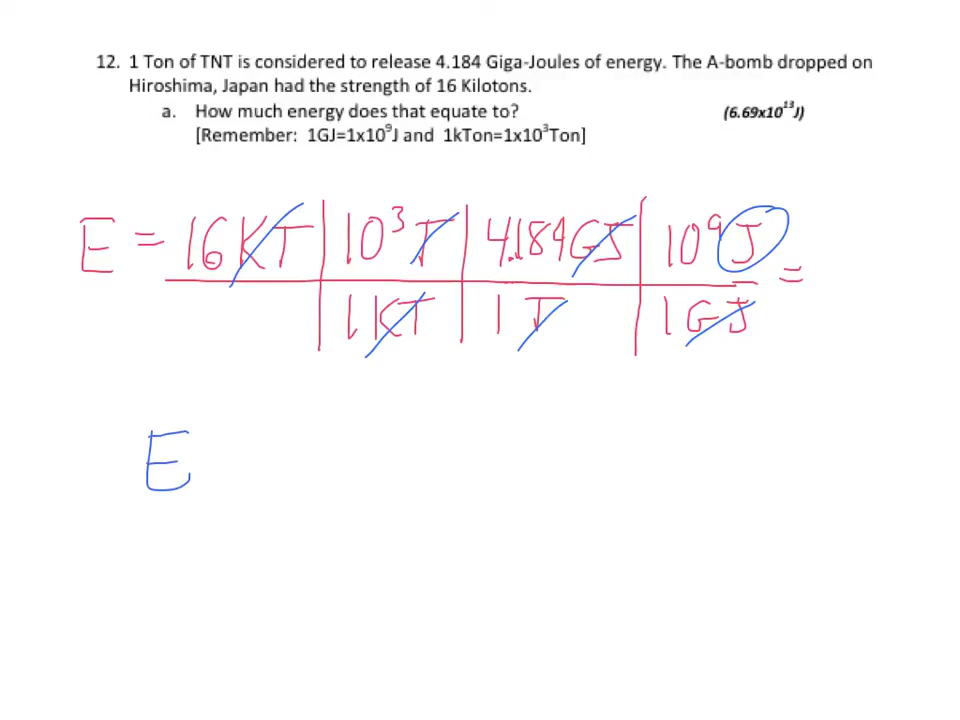 12. 1 Ton of TNT is considered to release 4.184 Giga-Joules of energy. The A-bomb dropped on
Hiroshima, Japan had the strength of 16 Kilotons.
a. How much energy does that equate to? (6.69x10¹³J)
[Remember: 1GJ=1x10⁹J and 1kTon=1x10³Ton]
E = 16KT | 10³T | 4.184GJ | 10⁹J =
1KT | 1T | 1GJ
E